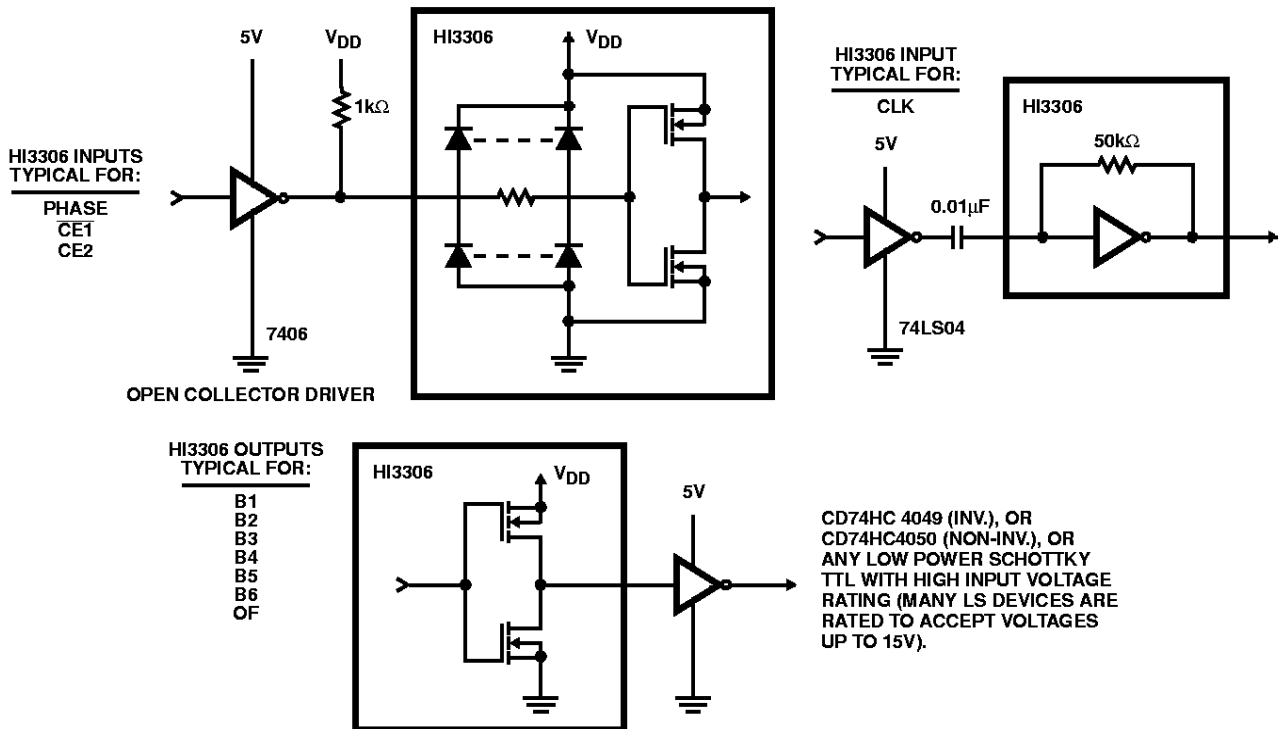 5V
VDD
1kΩ
HI3306
VDD
HI3306 INPUTS
TYPICAL FOR:
PHASE
C̅E̅1̅
CE2
7406
OPEN COLLECTOR DRIVER
HI3306 INPUT
TYPICAL FOR:
CLK
5V
0.01μF
74LS04
HI3306
50kΩ
HI3306 OUTPUTS
TYPICAL FOR:
B1
B2
B3
B4
B5
B6
OF
HI3306
VDD
5V
CD74HC 4049 (INV.), OR
CD74HC4050 (NON-INV.), OR
ANY LOW POWER SCHOTTKY
TTL WITH HIGH INPUT VOLTAGE
RATING (MANY LS DEVICES ARE
RATED TO ACCEPT VOLTAGES
UP TO 15V).